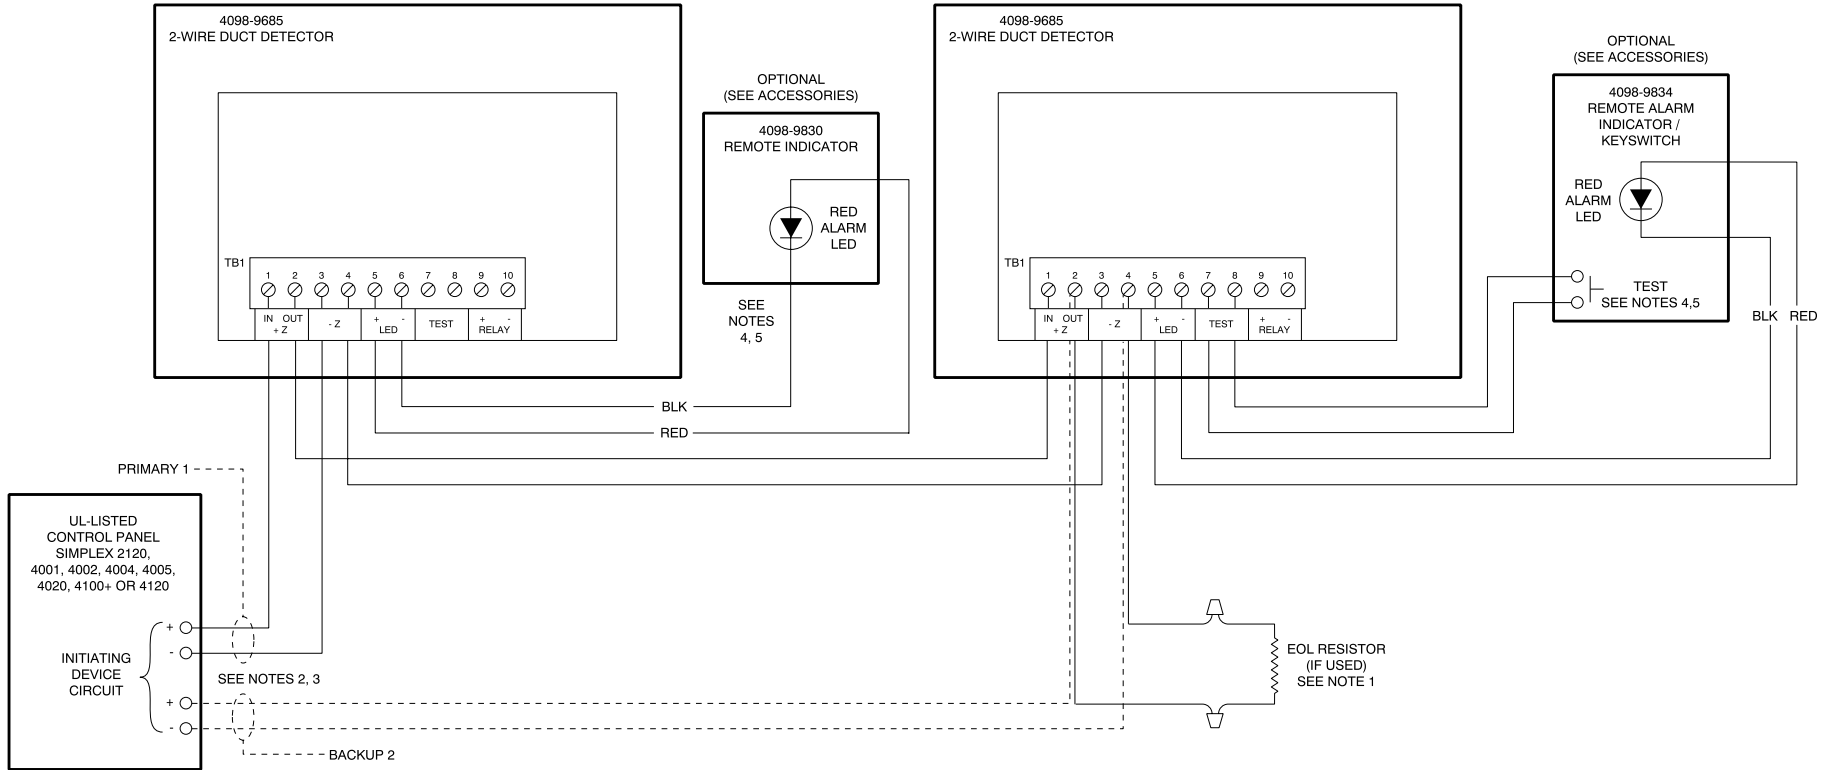 4098-9685
2-WIRE DUCT DETECTOR
TB1
1 2 3 4 5 6 7 8 9 10
IN OUT
+ Z
- Z
+ -
LED
TEST
+ -
RELAY
OPTIONAL
(SEE ACCESSORIES)
4098-9830
REMOTE INDICATOR
RED
ALARM
LED
SEE
NOTES
4, 5
BLK
RED
4098-9685
2-WIRE DUCT DETECTOR
TB1
1 2 3 4 5 6 7 8 9 10
IN OUT
+ Z
- Z
+ -
LED
TEST
+ -
RELAY
OPTIONAL
(SEE ACCESSORIES)
4098-9834
REMOTE ALARM
INDICATOR /
KEYSWITCH
RED
ALARM
LED
TEST
SEE NOTES 4,5
BLK RED
PRIMARY 1
UL-LISTED
CONTROL PANEL
SIMPLEX 2120,
4001, 4002, 4004, 4005,
4020, 4100+ OR 4120
INITIATING
DEVICE
CIRCUIT
+
-
+
-
SEE NOTES 2, 3
BACKUP 2
EOL RESISTOR
(IF USED)
SEE NOTE 1